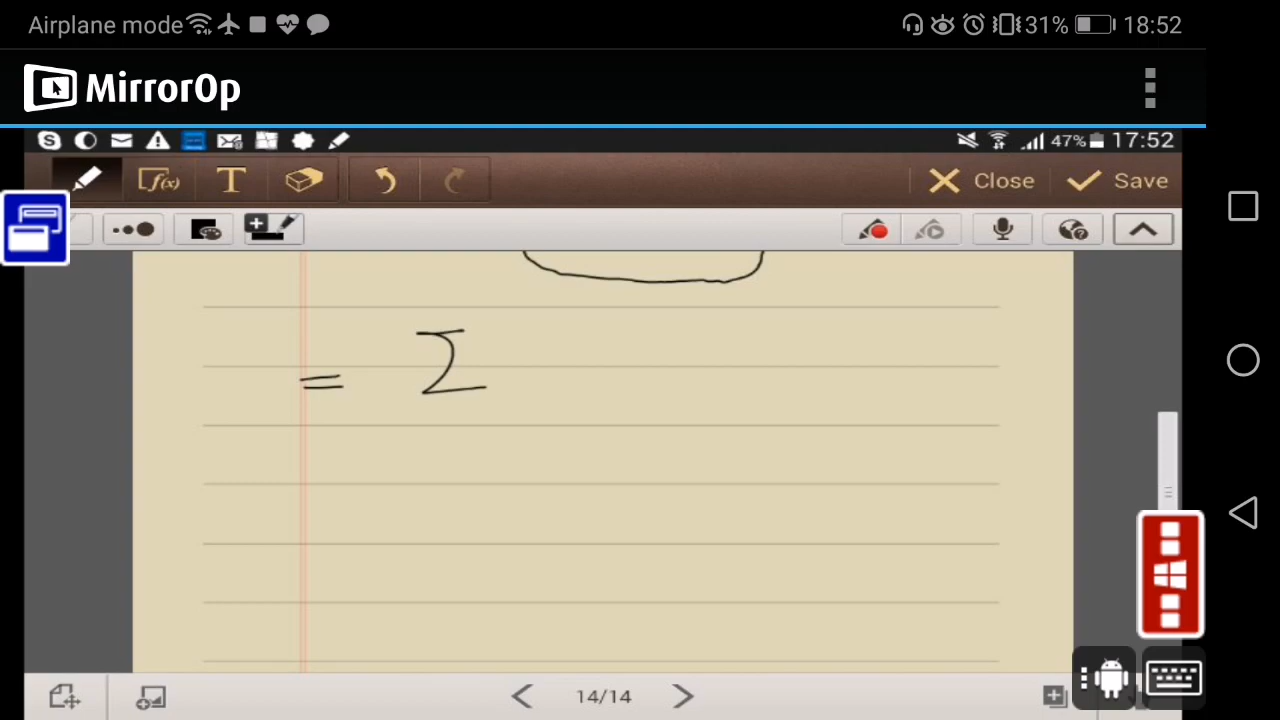 Airplane mode 31% 18:52
MirrorOp
47% 17:52
f(x) T Close Save
= Σ
14/14